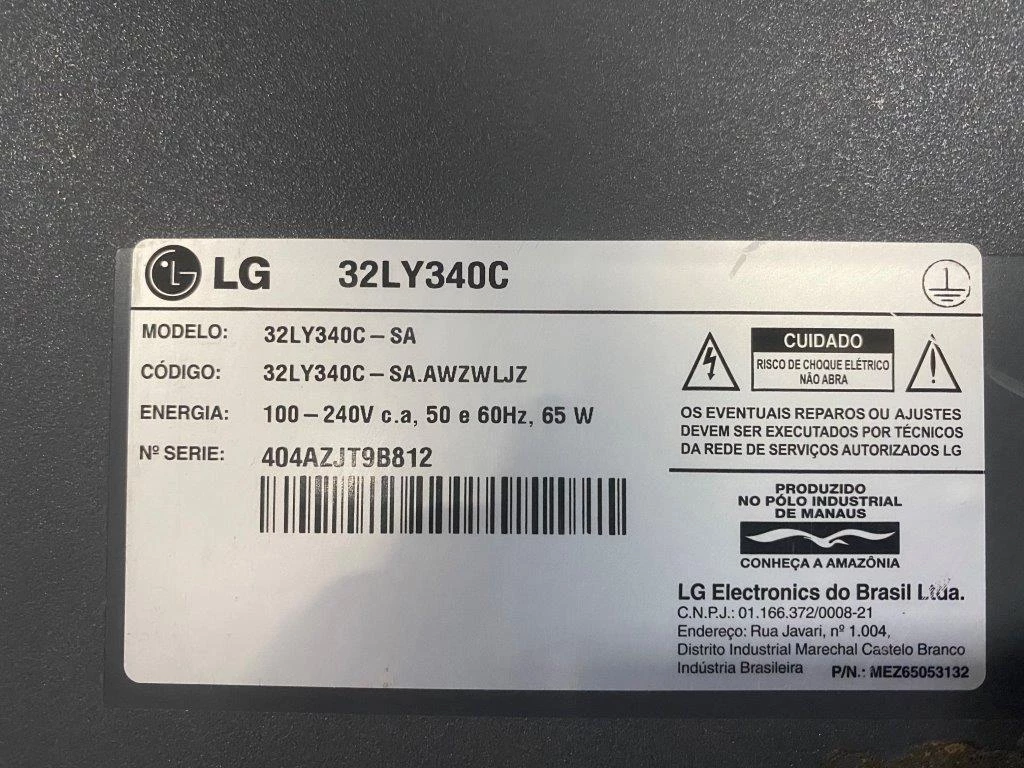 LG 32LY340C
MODELO: 32LY340C-SA
CÓDIGO: 32LY340C-SA.AWZWLJZ
ENERGIA: 100-240V c.a, 50 e 60Hz, 65 W
Nº SERIE: 404AZJT9B812
CUIDADO
RISCO DE CHOQUE ELÉTRICO
NÃO ABRA
OS EVENTUAIS REPAROS OU AJUSTES
DEVEM SER EXECUTADOS POR TÉCNICOS
DA REDE DE SERVIÇOS AUTORIZADOS LG
PRODUZIDO
NO PÓLO INDUSTRIAL
DE MANAUS
CONHEÇA A AMAZÔNIA
LG Electronics do Brasil Ltda.
C.N.P.J.: 01.166.372/0008-21
Endereço: Rua Javari, nº 1.004,
Distrito Industrial Marechal Castelo Branco
Indústria Brasileira P/N.: MEZ65053132